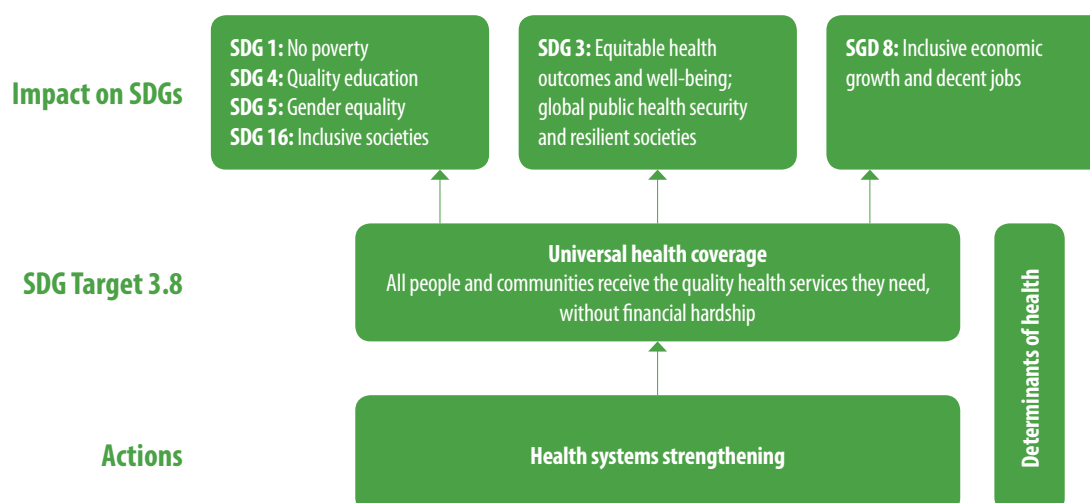 Impact on SDGs
SDG 1: No poverty
SDG 4: Quality education
SDG 5: Gender equality
SDG 16: Inclusive societies
SDG 3: Equitable health
outcomes and well-being;
global public health security
and resilient societies
SGD 8: Inclusive economic
growth and decent jobs
SDG Target 3.8
Universal health coverage
All people and communities receive the quality health services they need,
without financial hardship
Actions
Health systems strengthening
Determinants of health